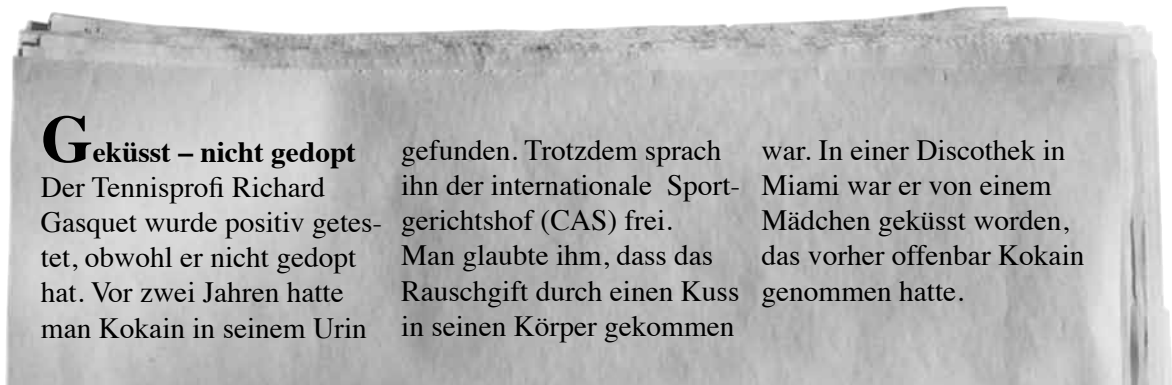 Geküsst – nicht gedopt
Der Tennisprofi Richard
Gasquet wurde positiv getes-
tet, obwohl er nicht gedopt
hat. Vor zwei Jahren hatte
man Kokain in seinem Urin
gefunden. Trotzdem sprach
ihn der internationale Sport-
gerichtshof (CAS) frei.
Man glaubte ihm, dass das
Rauschgift durch einen Kuss
in seinen Körper gekommen
war. In einer Discothek in
Miami war er von einem
Mädchen geküsst worden,
das vorher offenbar Kokain
genommen hatte.